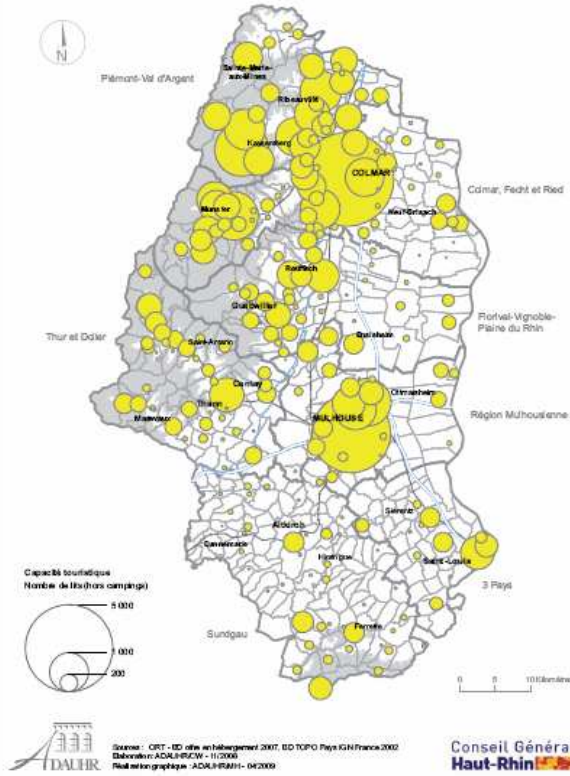 N
Sainte-Marie-
aux-Mines
Piémont-Val d'Argent
Ribeauvillé
Kaysersberg
COLMAR
Colmar, Fecht et Ried
Munster
Neuf-Brisach
Rouffach
Guebwiller
Florival-Vignoble-
Plaine du Rhin
Thur et Doller
Saint-Amarin
Ensisheim
Cernay
Ottmarsheim
Thann
Masevaux
MULHOUSE
Région Mulhousienne
Sierentz
Altkirch
Dannemarie
Hirsingue
Saint-Louis
Capacité touristique
Nombre de lits (hors campings)
5 000
1 000
200
3 Pays
Sundgau
Ferrette
0 5 10 Kilomètre
ADAUHR
Sources : ORT - BD offre en hébergement 2007, BD TOPO Pays IGN France 2002
Elaboration : ADAUHR/CW - 11/2008
Réalisation graphique : ADAUHR/MH - 04/2009
Conseil Généra
Haut-Rhin